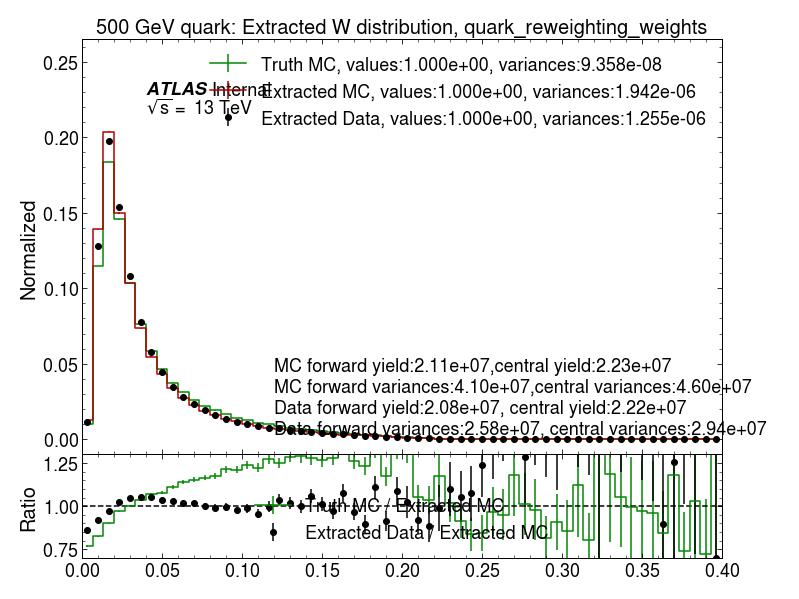 500 GeV quark: Extracted W distribution, quark_reweighting_weights
Truth MC, values:1.000e+00, variances:9.358e-08
ATLAS Internal
Extracted MC, values:1.000e+00, variances:1.942e-06
√s = 13 TeV
Extracted Data, values:1.000e+00, variances:1.255e-06
Normalized
0.25
0.20
0.15
0.10
0.05
0.00
MC forward yield:2.11e+07,central yield:2.23e+07
MC forward variances:4.10e+07,central variances:4.60e+07
Data forward yield:2.08e+07, central yield:2.22e+07
Data forward variances:2.58e+07, central variances:2.94e+07
Ratio
1.25
1.00
0.75
Truth MC / Extracted MC
Extracted Data / Extracted MC
0.00 0.05 0.10 0.15 0.20 0.25 0.30 0.35 0.40